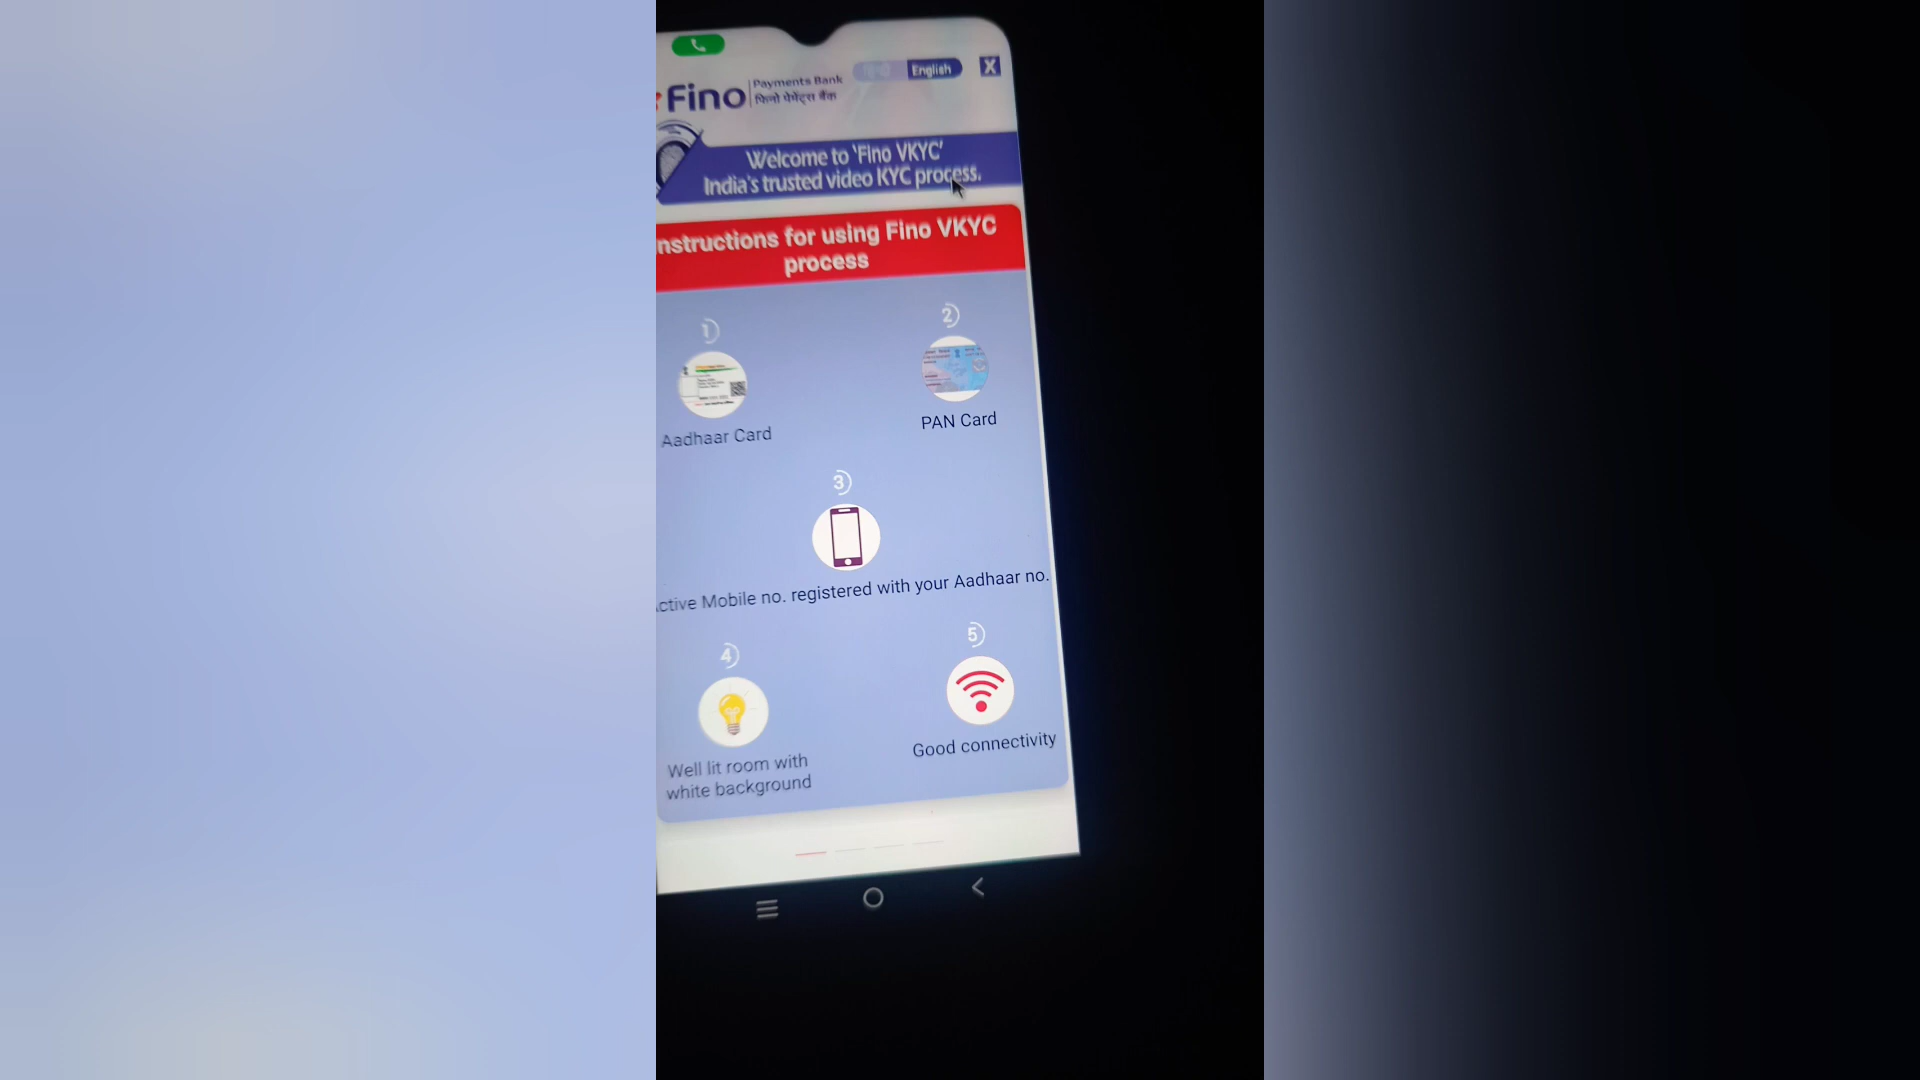 English
X
Fino
Payments Bank
फिनो पेमेंट्स बैंक
Welcome to 'Fino VKYC'
India's trusted video KYC process.
nstructions for using Fino VKYC
process
1
2
Aadhaar Card
PAN Card
3
ctive Mobile no. registered with your Aadhaar no.
4
5
Well lit room with
white background
Good connectivity